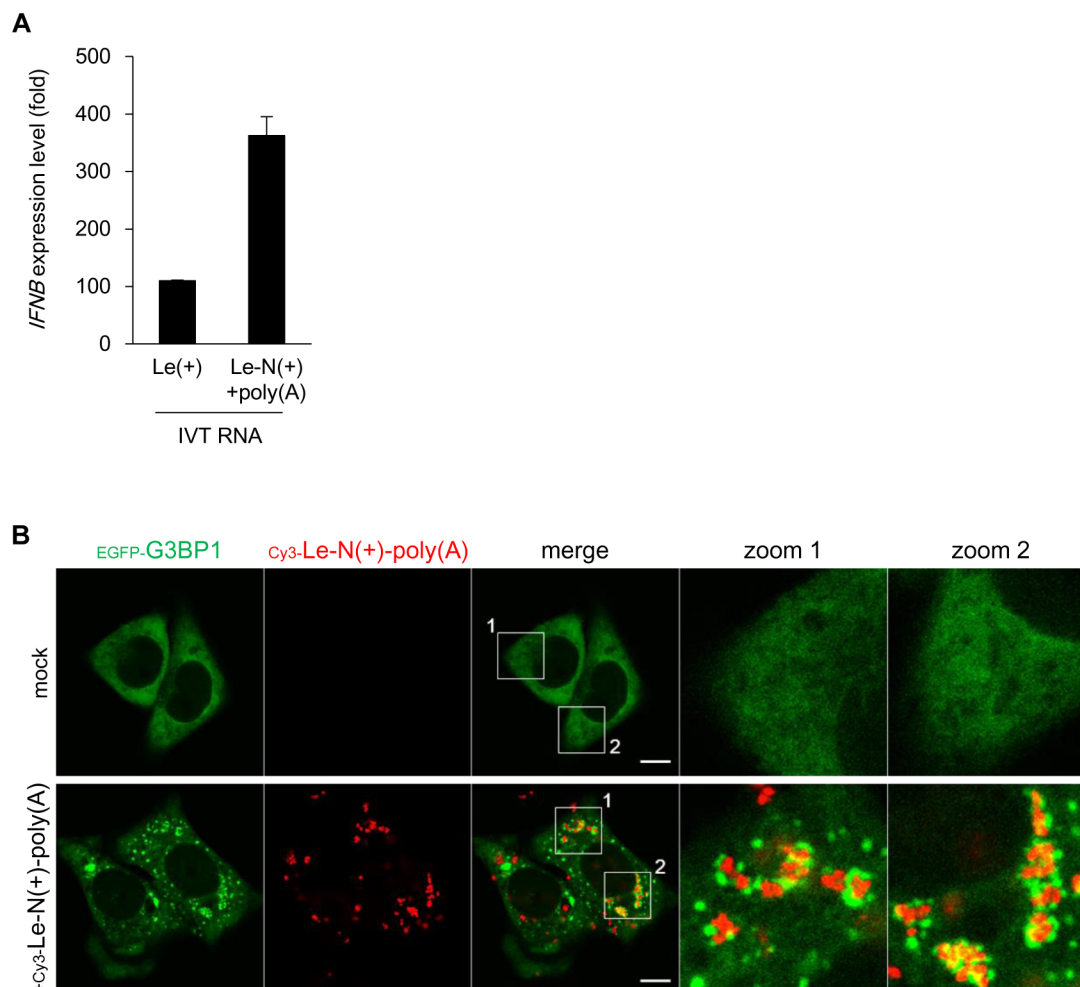 A
IFNB expression level (fold)
500
400
300
200
100
0
Le(+)
Le-N(+)
+poly(A)
IVT RNA
B
EGFP-G3BP1
Cy3-Le-N(+)-poly(A)
merge
zoom 1
zoom 2
mock
1
2
-Cy3-Le-N(+)-poly(A)
1
2